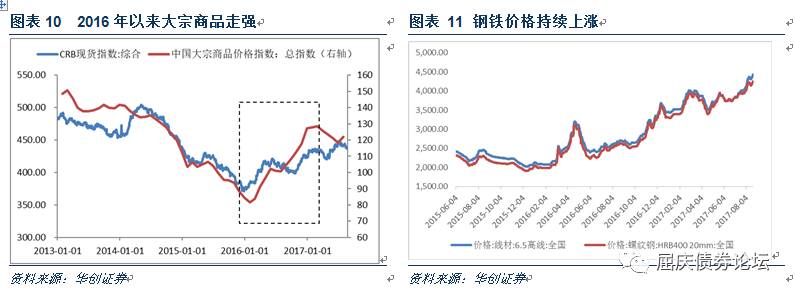 图表 10 2016 年以来大宗商品走强
CRB现货指数:综合 中国大宗商品价格指数：总指数（右轴）
550.00
500.00
450.00
400.00
350.00
300.00
160
150
140
130
120
110
100
90
80
70
60
2013-01-01 2014-01-01 2015-01-01 2016-01-01 2017-01-01
资料来源：华创证券
图表 11 钢铁价格持续上涨
5,000.00
4,500.00
4,000.00
3,500.00
3,000.00
2,500.00
2,000.00
1,500.00
2015-06-04 2015-08-04 2015-10-04 2015-12-04 2016-02-04 2016-04-04 2016-06-04 2016-08-04 2016-10-04 2016-12-04 2017-02-04 2017-04-04 2017-06-04 2017-08-04
价格:线材:6.5高线:全国 价格:螺纹钢:HRB400 20mm:全国
资料来源：华创证券
屈庆债券论坛